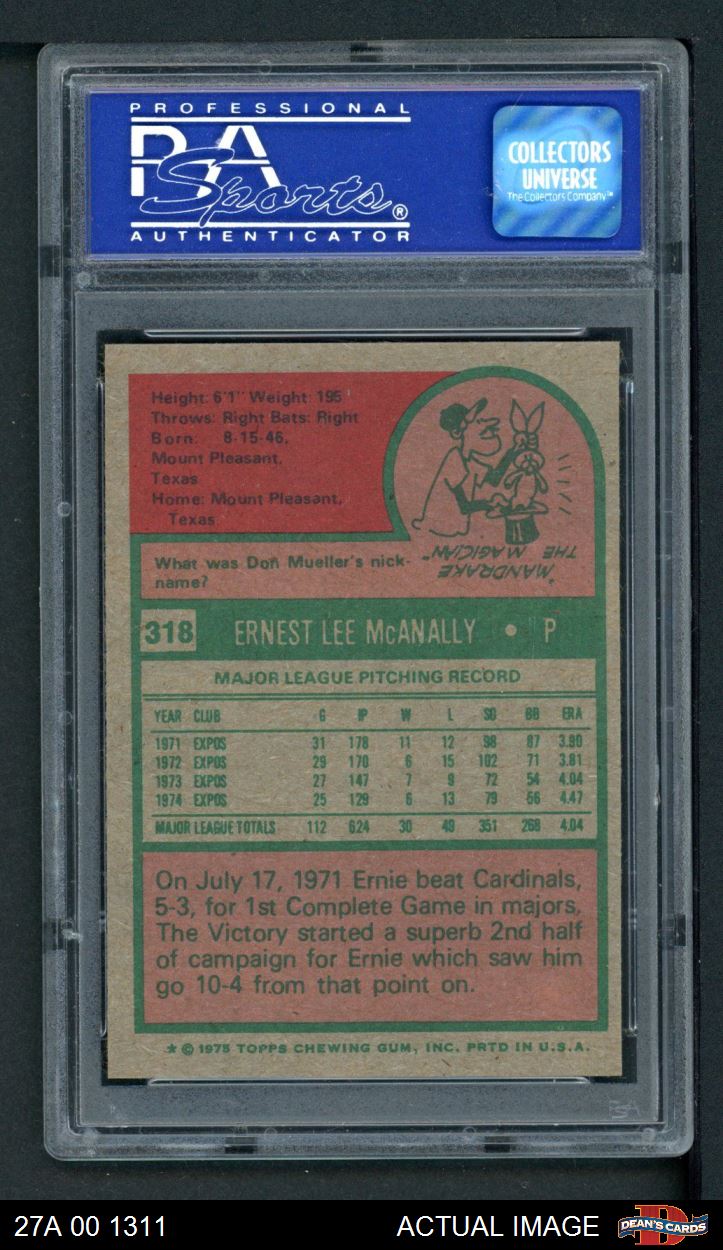 PROFESSIONAL
PSA
Sports®
AUTHENTICATOR
COLLECTORS
UNIVERSE
The Collectors Company™
Height: 6'1" Weight: 195
Throws: Right Bats: Right
Born: 8-15-46,
Mount Pleasant,
Texas
Home: Mount Pleasant,
Texas
"MANDRAKE
THE MAGICIAN"
What was Don Mueller's nick-
name?
318 ERNEST LEE McANALLY • P
MAJOR LEAGUE PITCHING RECORD
YEAR CLUB G IP W L SO BB ERA
1971 EXPOS 31 178 11 12 98 87 3.90
1972 EXPOS 29 170 6 15 102 71 3.81
1973 EXPOS 27 147 7 9 72 54 4.04
1974 EXPOS 25 129 6 13 79 56 4.47
MAJOR LEAGUE TOTALS 112 624 30 49 351 268 4.04
On July 17, 1971 Ernie beat Cardinals,
5-3, for 1st Complete Game in majors.
The Victory started a superb 2nd half
of campaign for Ernie which saw him
go 10-4 from that point on.
* © 1975 TOPPS CHEWING GUM, INC. PRTD IN U.S.A.
PSA
27A 00 1311
ACTUAL IMAGE
DEAN'S CARDS